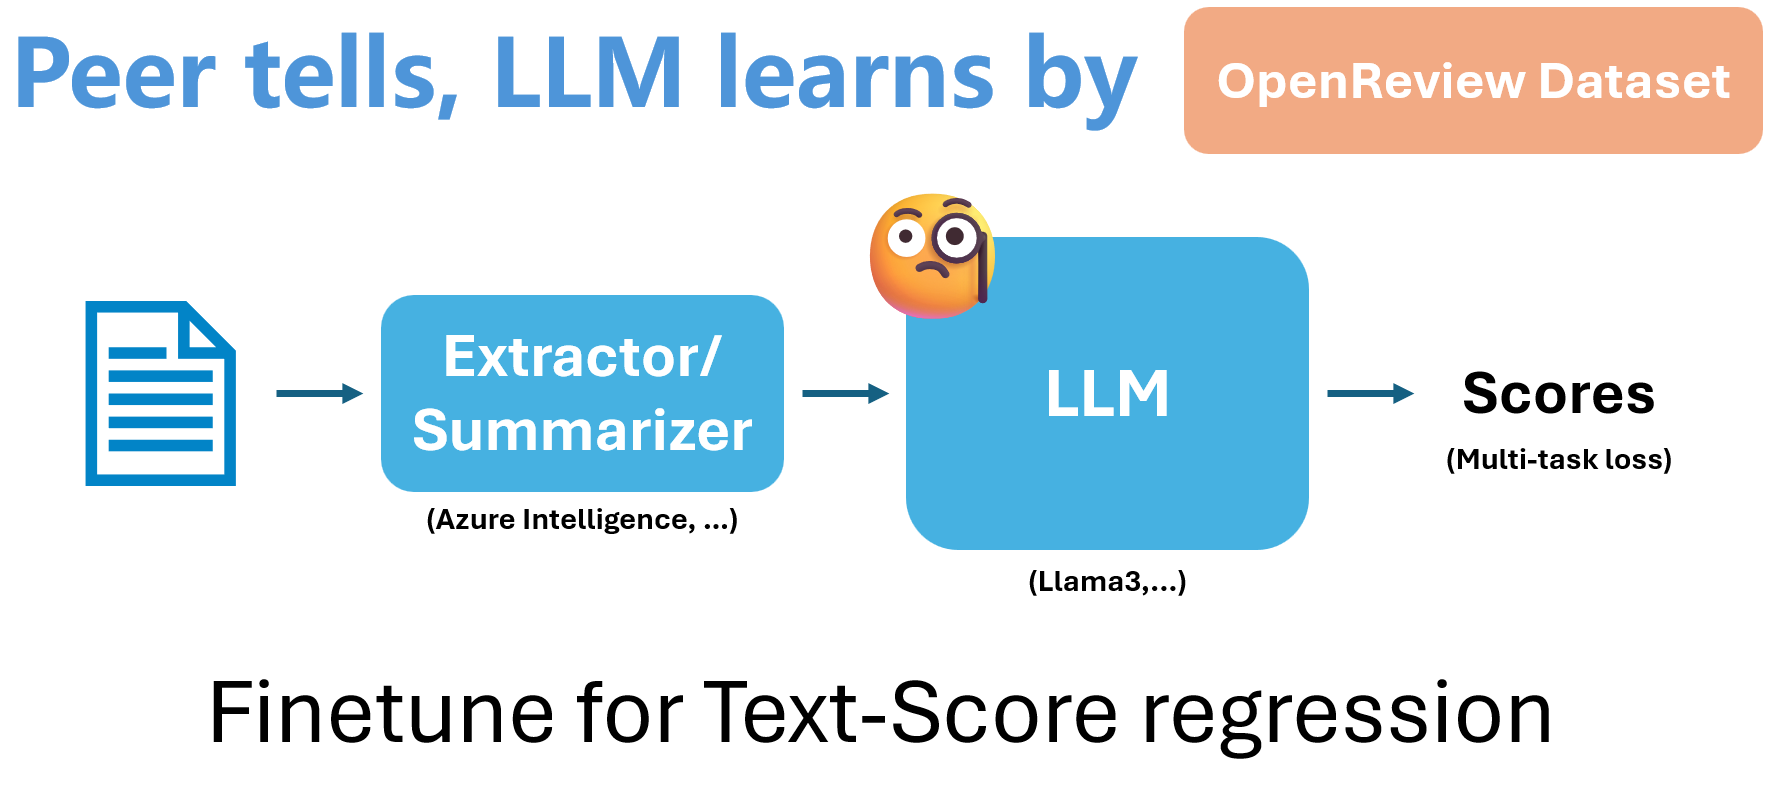 Peer tells, LLM learns by
OpenReview Dataset
Extractor/
Summarizer
(Azure Intelligence, ...)
LLM
(Llama3,...)
Scores
(Multi-task loss)
Finetune for Text-Score regression